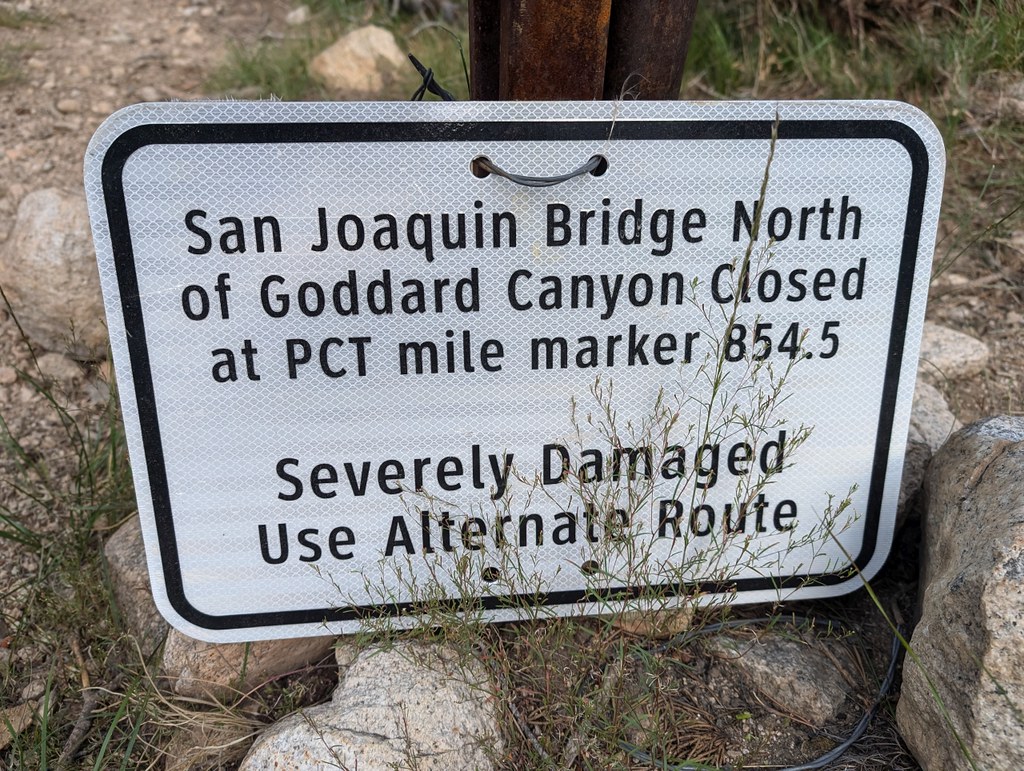 San Joaquin Bridge North
of Goddard Canyon Closed
at PCT mile marker 854.5
Severely Damaged
Use Alternate Route